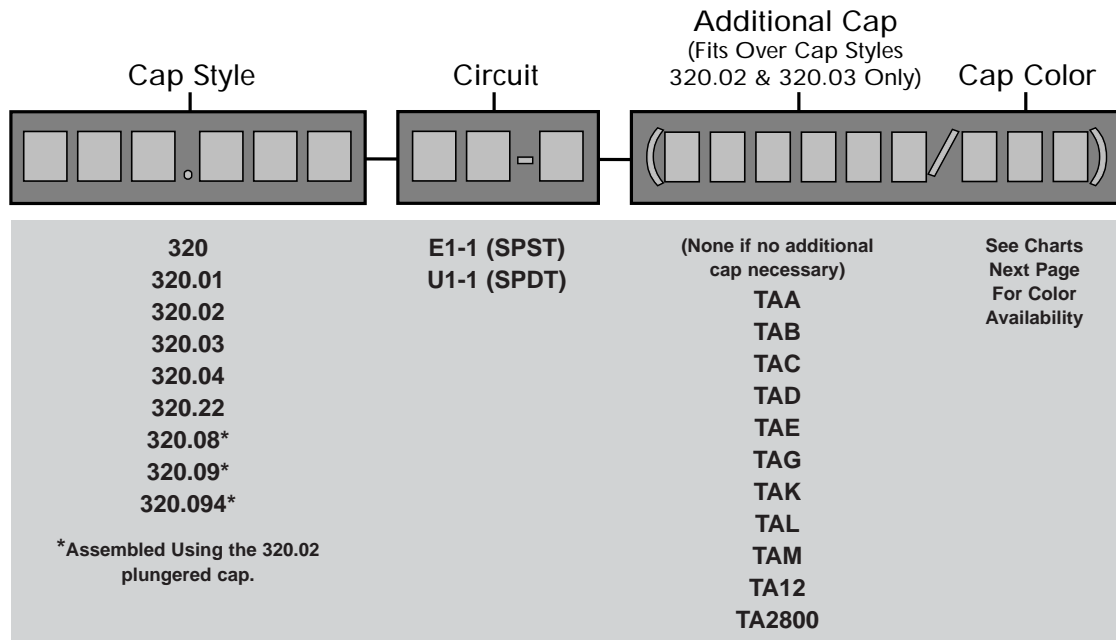 Additional Cap
(Fits Over Cap Styles
320.02 & 320.03 Only)
Cap Style
Circuit
Cap Color
320
320.01
320.02
320.03
320.04
320.22
320.08*
320.09*
320.094*
*Assembled Using the 320.02
plungered cap.
E1-1 (SPST)
U1-1 (SPDT)
(None if no additional
cap necessary)
TAA
TAB
TAC
TAD
TAE
TAG
TAK
TAL
TAM
TA12
TA2800
See Charts
Next Page
For Color
Availability